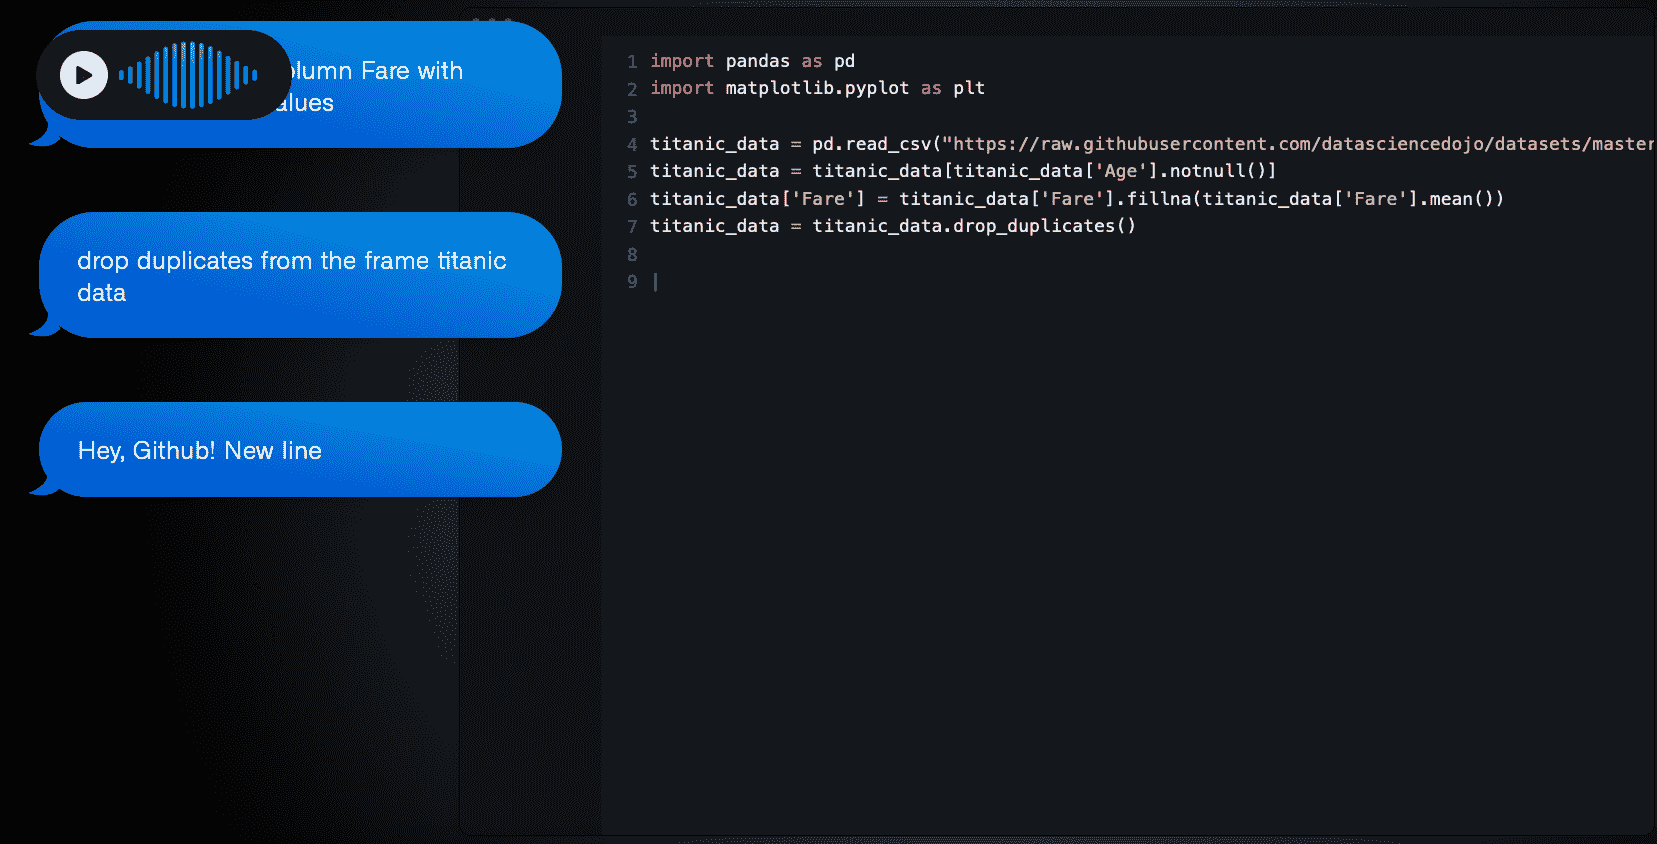 olumn Fare with
alues
drop duplicates from the frame titanic
data
Hey, Github! New line
1 import pandas as pd
2 import matplotlib.pyplot as plt
3
4 titanic_data = pd.read_csv("https://raw.githubusercontent.com/datasciencedojo/datasets/master
5 titanic_data = titanic_data[titanic_data['Age'].notnull()]
6 titanic_data['Fare'] = titanic_data['Fare'].fillna(titanic_data['Fare'].mean())
7 titanic_data = titanic_data.drop_duplicates()
8
9